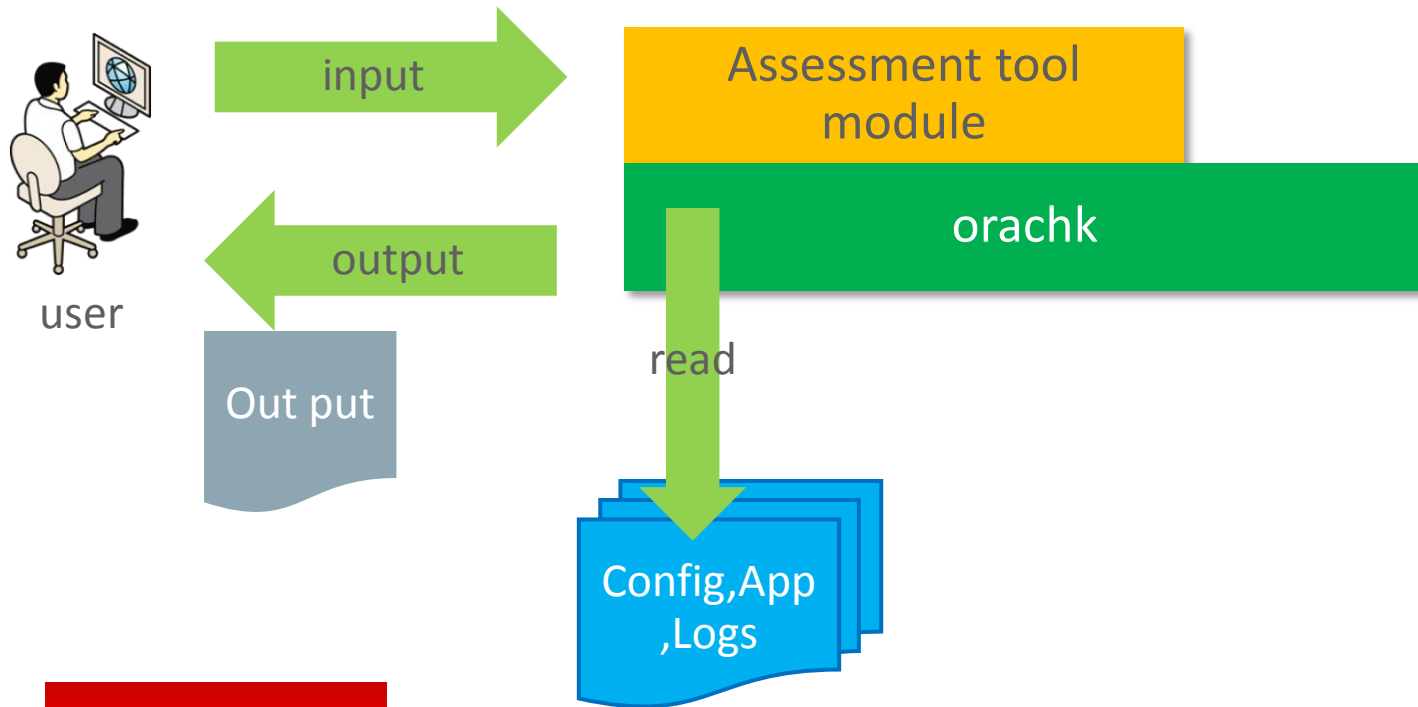 input
Assessment tool
module
orachk
output
user
read
Out put
Config,App
,Logs